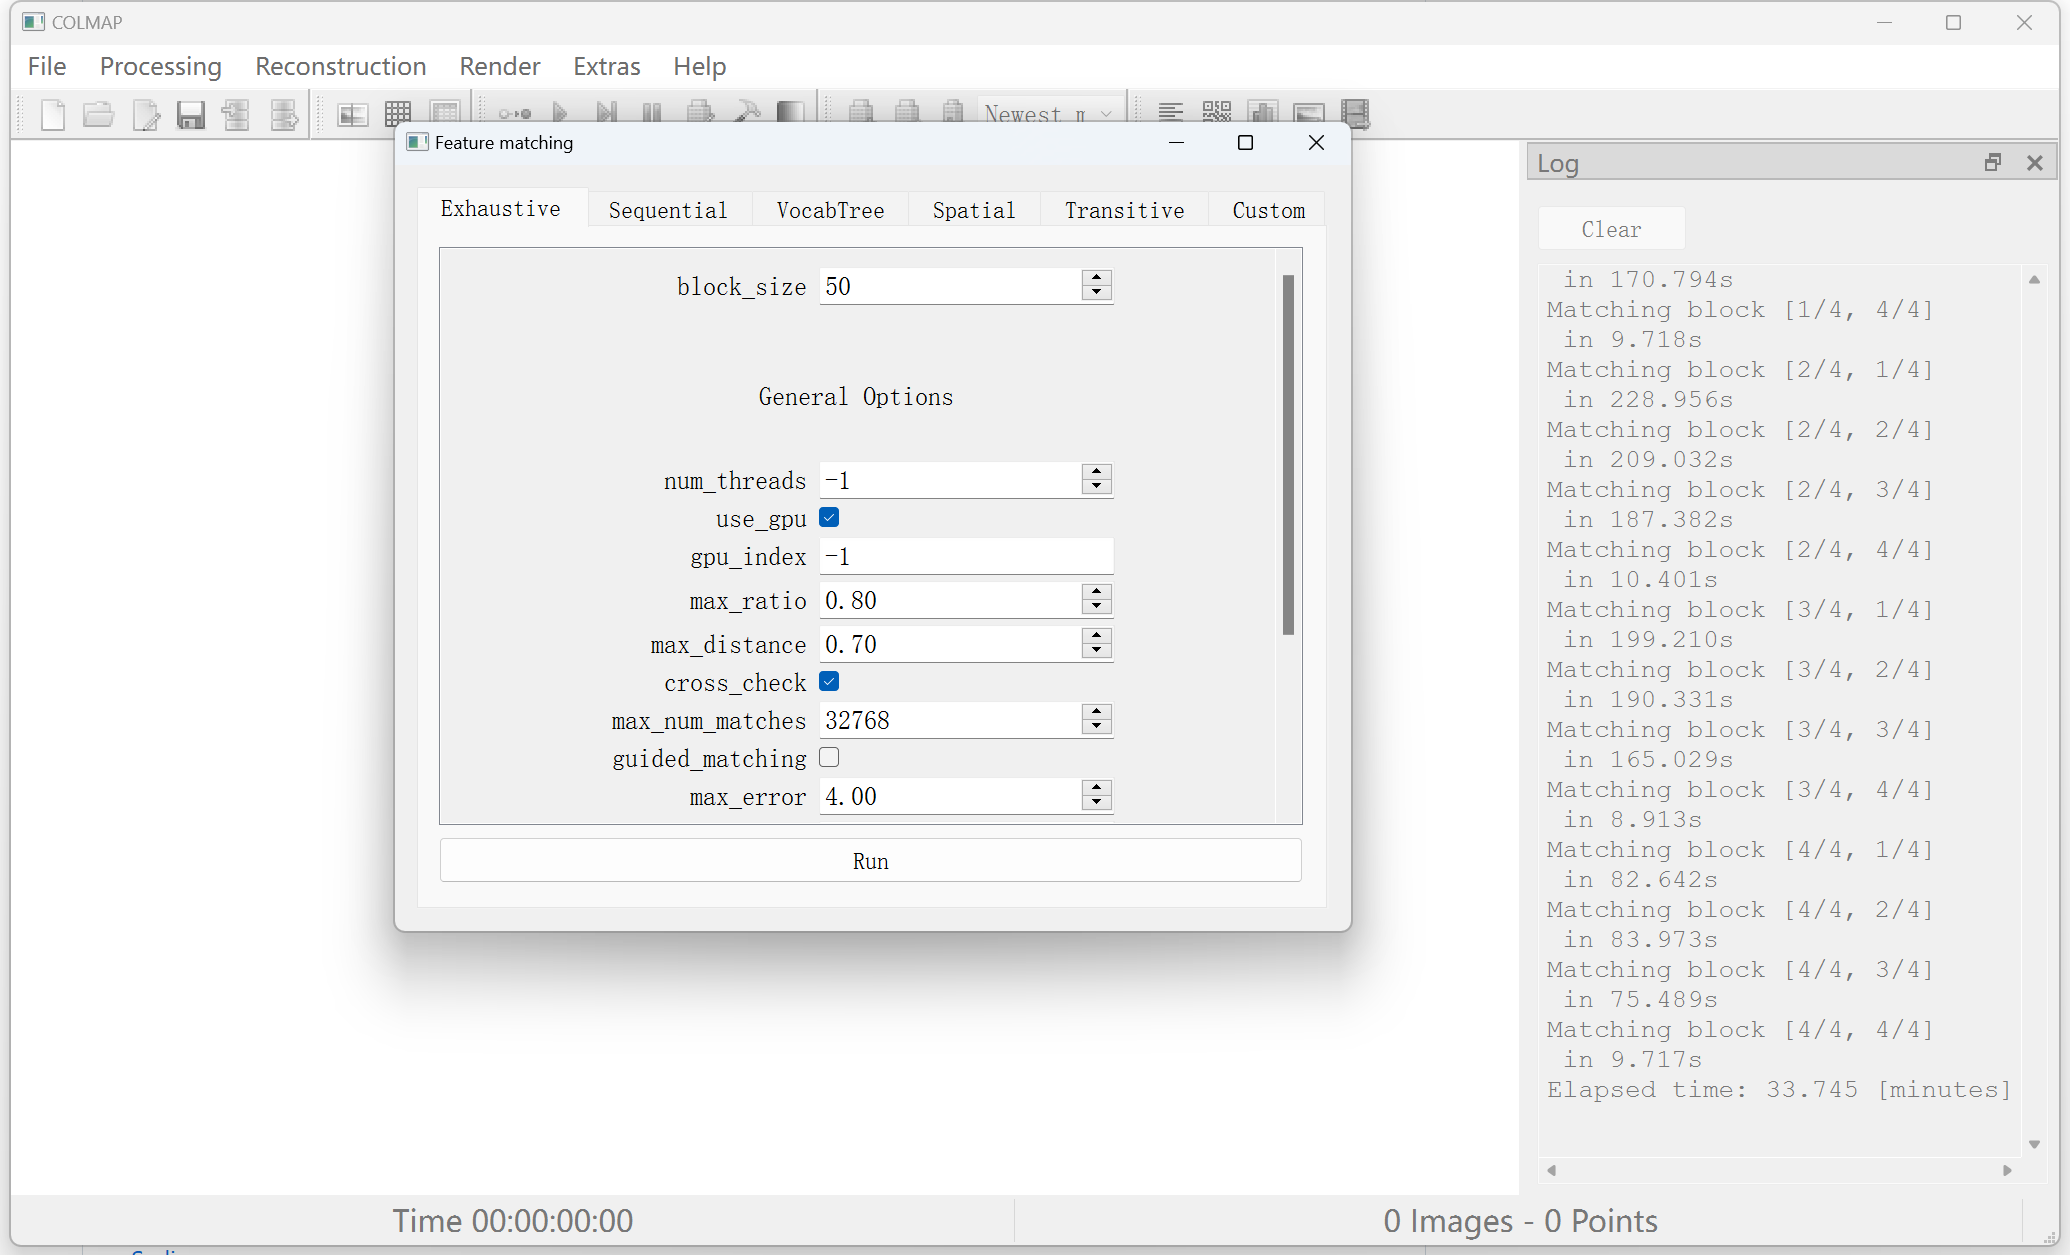 COLMAP
File Processing Reconstruction Render Extras Help
Newest m
Feature matching
Exhaustive Sequential VocabTree Spatial Transitive Custom
block_size 50
General Options
num_threads -1
use_gpu
gpu_index -1
max_ratio 0.80
max_distance 0.70
cross_check
max_num_matches 32768
guided_matching
max_error 4.00
Run
Log
Clear
in 170.794s
Matching block [1/4, 4/4]
in 9.718s
Matching block [2/4, 1/4]
in 228.956s
Matching block [2/4, 2/4]
in 209.032s
Matching block [2/4, 3/4]
in 187.382s
Matching block [2/4, 4/4]
in 10.401s
Matching block [3/4, 1/4]
in 199.210s
Matching block [3/4, 2/4]
in 190.331s
Matching block [3/4, 3/4]
in 165.029s
Matching block [3/4, 4/4]
in 8.913s
Matching block [4/4, 1/4]
in 82.642s
Matching block [4/4, 2/4]
in 83.973s
Matching block [4/4, 3/4]
in 75.489s
Matching block [4/4, 4/4]
in 9.717s
Elapsed time: 33.745 [minutes]
Time 00:00:00:00
0 Images - 0 Points